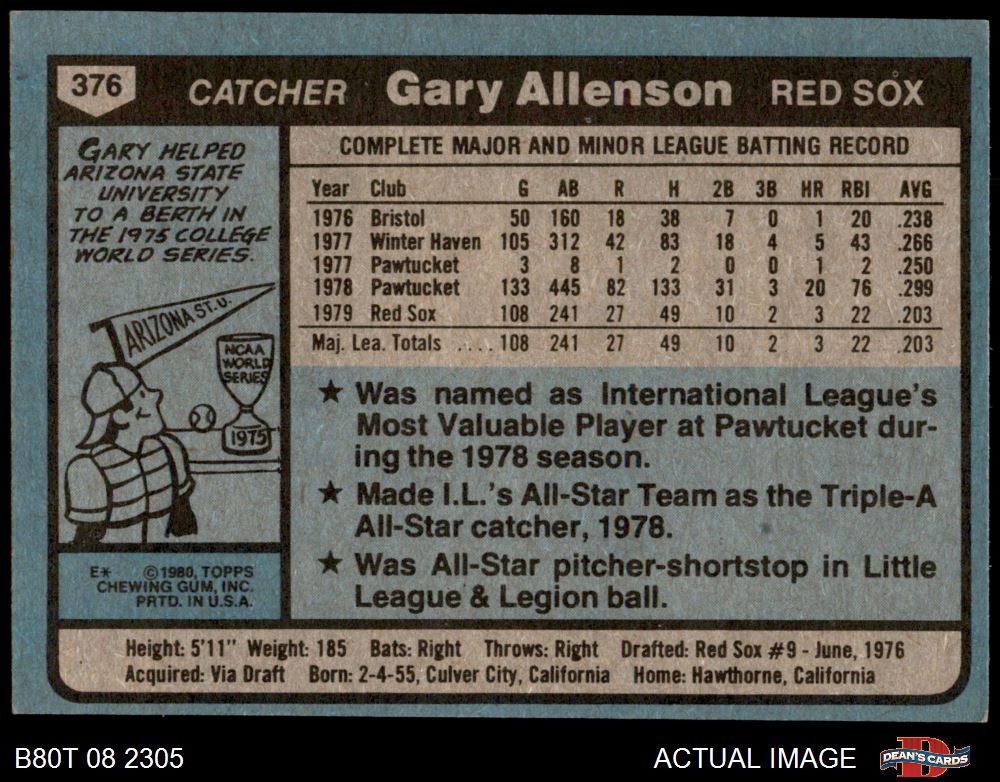 376 CATCHER Gary Allenson RED SOX
GARY HELPED
ARIZONA STATE
UNIVERSITY
TO A BERTH IN
THE 1975 COLLEGE
WORLD SERIES.
ARIZONA ST. U.
NCAA
WORLD
SERIES
1975
E* ©1980, TOPPS
CHEWING GUM, INC.
PRTD. IN U.S.A.
COMPLETE MAJOR AND MINOR LEAGUE BATTING RECORD
Year Club G AB R H 2B 3B HR RBI AVG
1976 Bristol 50 160 18 38 7 0 1 20 .238
1977 Winter Haven 105 312 42 83 18 4 5 43 .266
1977 Pawtucket 3 8 1 2 0 0 1 2 .250
1978 Pawtucket 133 445 82 133 31 3 20 76 .299
1979 Red Sox 108 241 27 49 10 2 3 22 .203
Maj. Lea. Totals ....108 241 27 49 10 2 3 22 .203
★ Was named as International League's
Most Valuable Player at Pawtucket dur-
ing the 1978 season.
★ Made I.L.'s All-Star Team as the Triple-A
All-Star catcher, 1978.
★ Was All-Star pitcher-shortstop in Little
League & Legion ball.
Height: 5'11" Weight: 185 Bats: Right Throws: Right Drafted: Red Sox #9 - June, 1976
Acquired: Via Draft Born: 2-4-55, Culver City, California Home: Hawthorne, California
B80T 08 2305 ACTUAL IMAGE DEAN'S CARDS